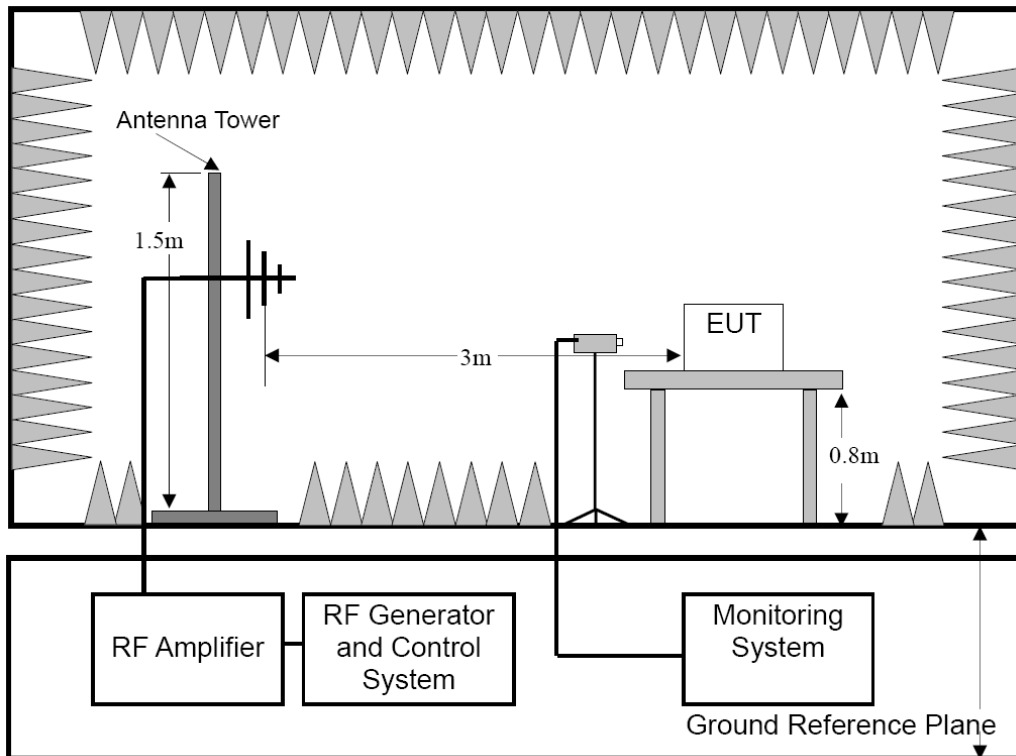 Antenna Tower
1.5m
EUT
3m
0.8m
RF Amplifier
RF Generator
and Control
System
Monitoring
System
Ground Reference Plane